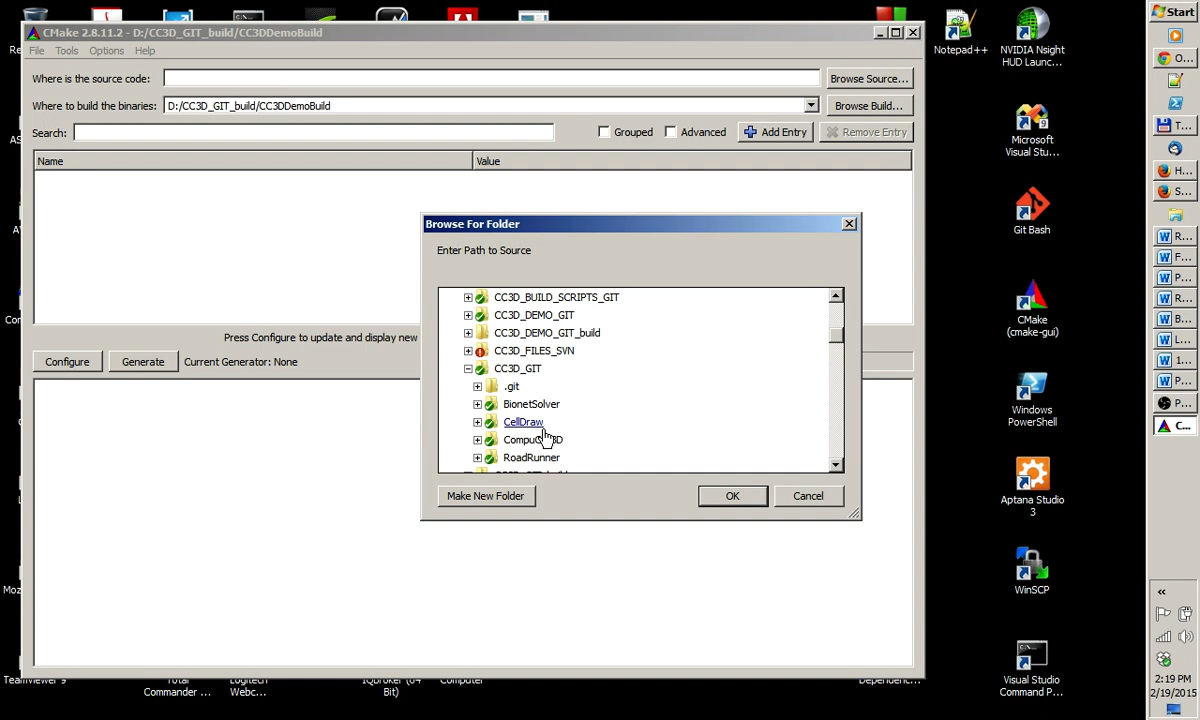 CMake 2.8.11.2 - D:/CC3D_GIT_build/CC3DDemoBuild
File Tools Options Help
Where is the source code:
Browse Source...
Where to build the binaries: D:/CC3D_GIT_build/CC3DDemoBuild
Browse Build...
Search:
Grouped
Advanced
Add Entry
Remove Entry
Name
Value
Browse For Folder
Enter Path to Source
CC3D_BUILD_SCRIPTS_GIT
CC3D_DEMO_GIT
CC3D_DEMO_GIT_build
CC3D_FILES_SVN
CC3D_GIT
.git
BionetSolver
CellDraw
RoadRunner
Make New Folder
OK
Cancel
Press Configure to update and display new
Configure
Generate
Current Generator: None
Notepad++
NVIDIA Nsight
HUD Launc...
Microsoft
Visual Stu...
Git Bash
CMake
(cmake-gui)
Windows
PowerShell
Aptana Studio
3
WinSCP
Visual Studio
Command P...
TeamViewer 9
Total
Commander ...
Logitech
Webc...
Bit)
Computer
Dependenc...
Start
O...
T...
H...
S...
R...
F...
P...
R...
B...
L...
1...
P...
P...
C...
2:19 PM
2/19/2015